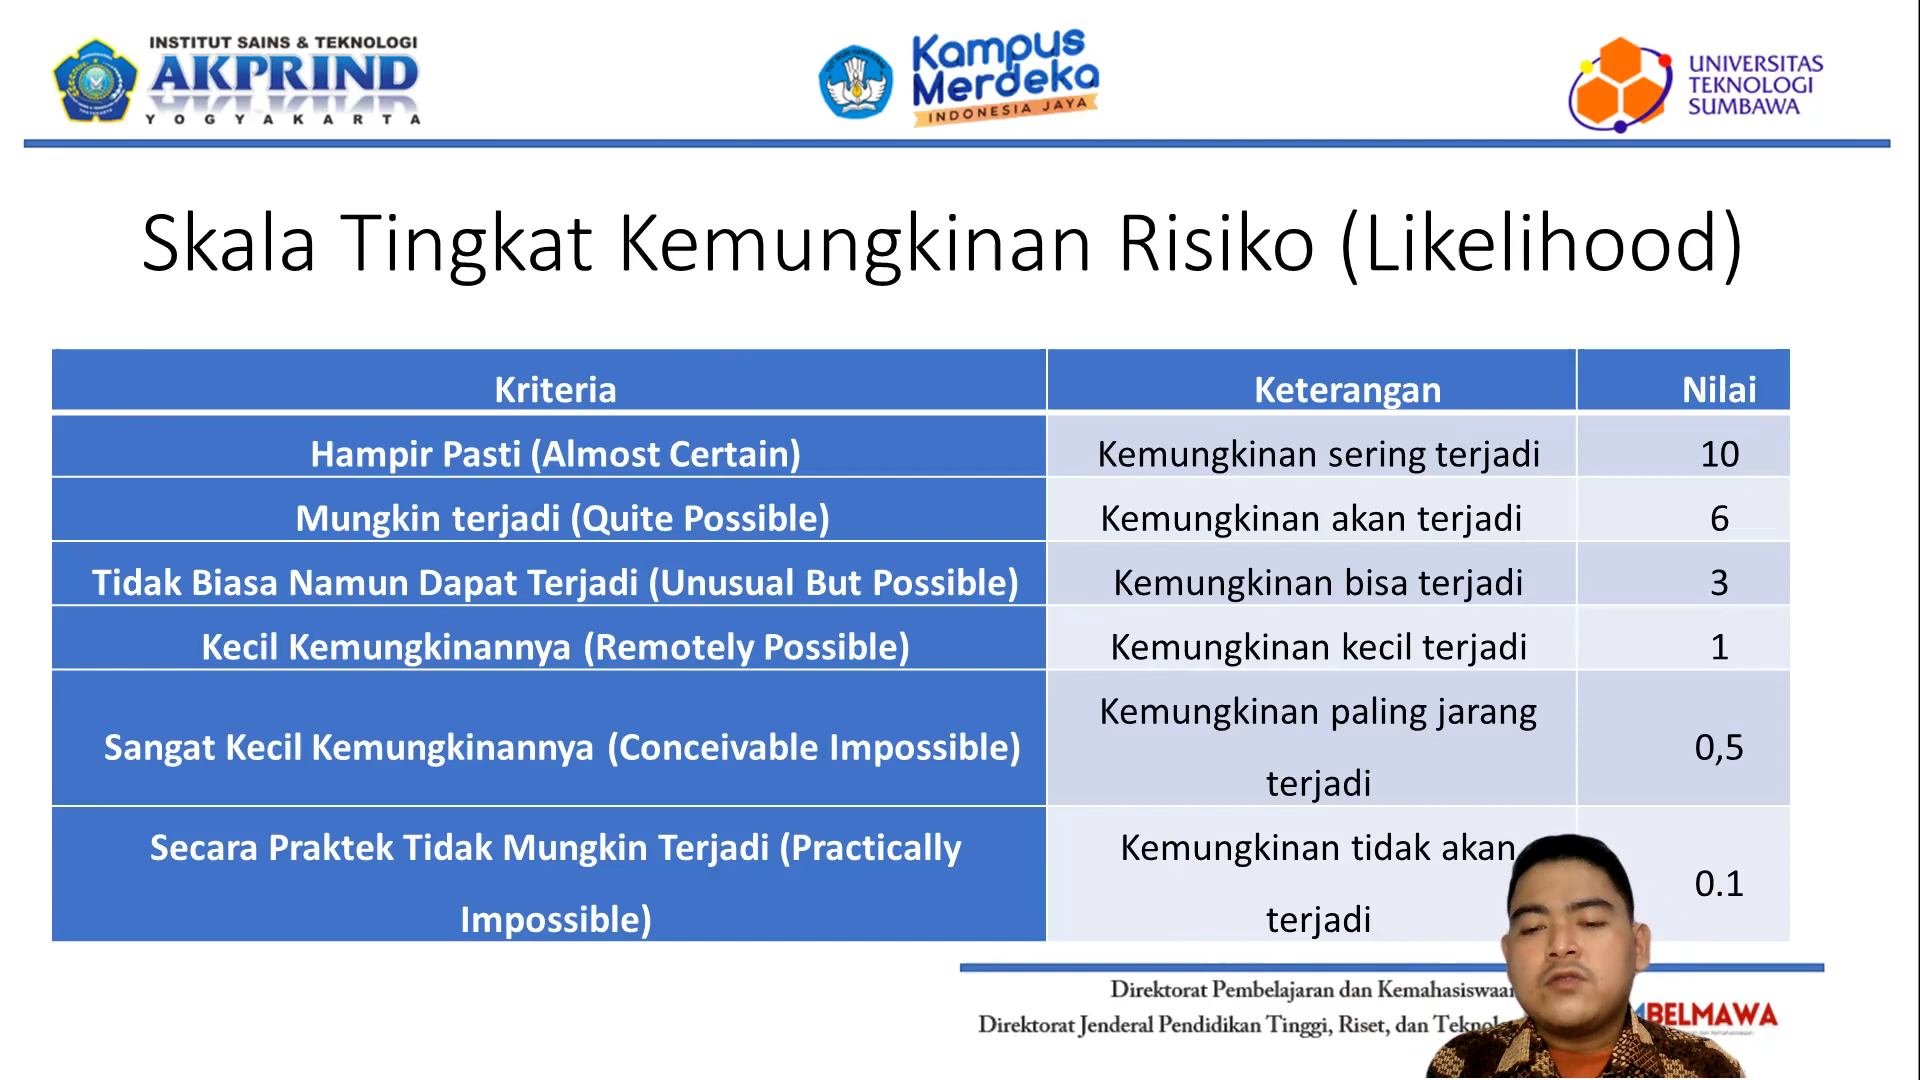 INSTITUT SAINS & TEKNOLOGI
AKPRIND
YOGYAKARTA
Kampus
Merdeka
INDONESIA JAYA
UNIVERSITAS
TEKNOLOGI
SUMBAWA
Skala Tingkat Kemungkinan Risiko (Likelihood)
Kriteria Keterangan Nilai
Hampir Pasti (Almost Certain) Kemungkinan sering terjadi 10
Mungkin terjadi (Quite Possible) Kemungkinan akan terjadi 6
Tidak Biasa Namun Dapat Terjadi (Unusual But Possible) Kemungkinan bisa terjadi 3
Kecil Kemungkinannya (Remotely Possible) Kemungkinan kecil terjadi 1
Sangat Kecil Kemungkinannya (Conceivable Impossible) Kemungkinan paling jarang
terjadi 0,5
Secara Praktek Tidak Mungkin Terjadi (Practically
Impossible) Kemungkinan tidak akan
terjadi 0.1
Direktorat Pembelajaran dan Kemahasiswaan
Direktorat Jenderal Pendidikan Tinggi, Riset, dan
BELMAWA